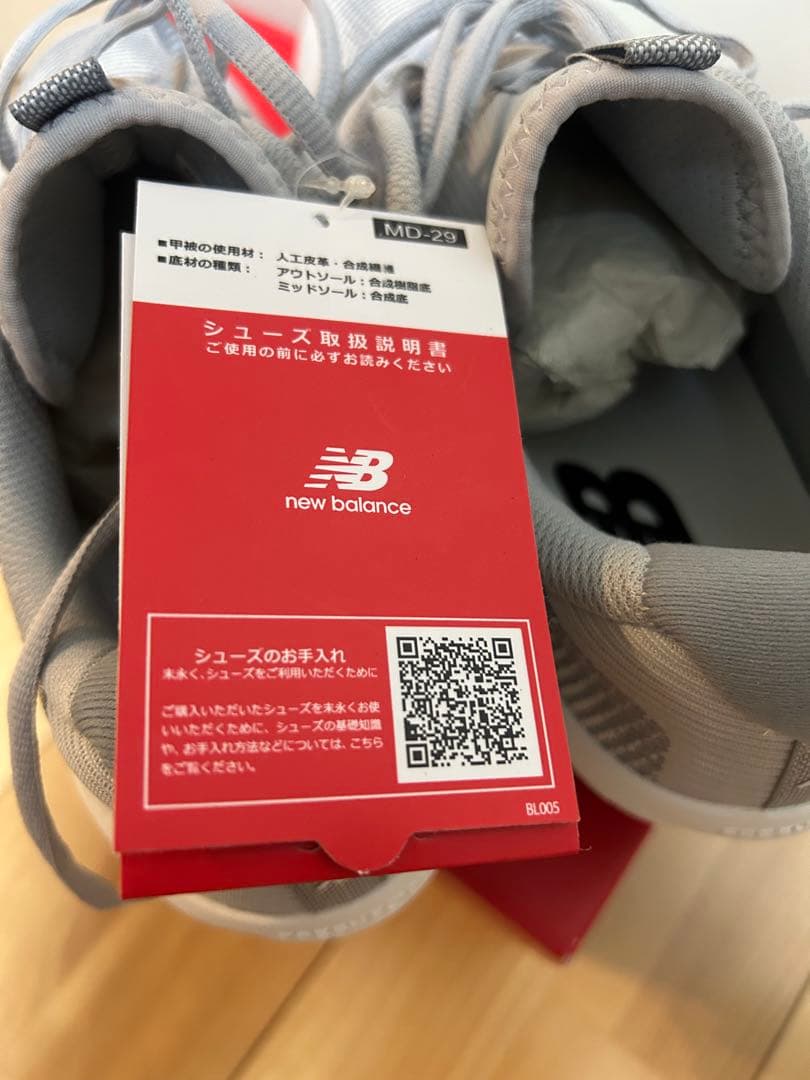 MD-29
■甲被の使用材： 人工皮革・合成繊維
■底材の種類： アウトソール：合成樹脂底
ミッドソール：合成底
シューズ取扱説明書
ご使用の前に必ずお読みください
NB
new balance
シューズのお手入れ
末永く、シューズをご利用いただくために
ご購入いただいたシューズを末永くお使
いいただくために、シューズの基礎知識
や、お手入れ方法などについては、こちら
をご覧ください。
BL005